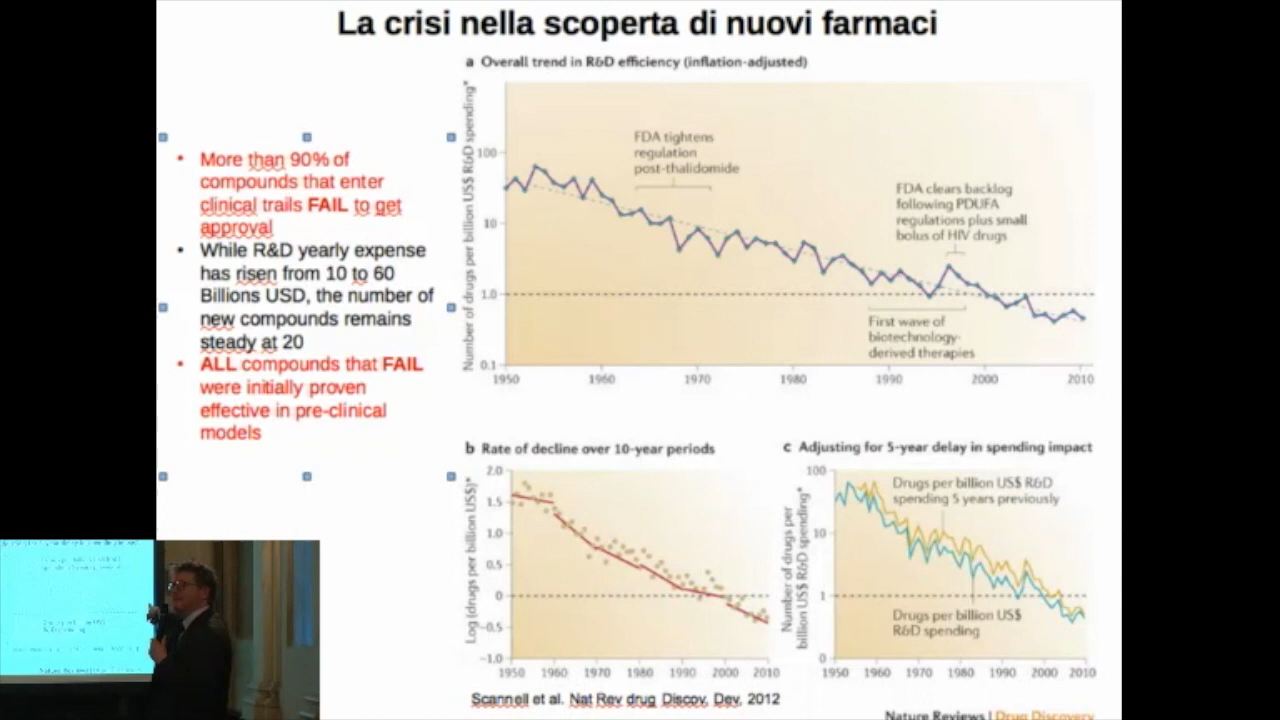 La crisi nella scoperta di nuovi farmaci
• More than 90% of
compounds that enter
clinical trails FAIL to get
approval
• While R&D yearly expense
has risen from 10 to 60
Billions USD, the number of
new compounds remains
steady at 20
• ALL compounds that FAIL
were initially proven
effective in pre-clinical
models
a Overall trend in R&D efficiency (inflation-adjusted)
Number of drugs per billion US$ R&D spending*
100
10
1.0
0.1
FDA tightens
regulation
post-thalidomide
FDA clears backlog
following PDUFA
regulations plus small
bolus of HIV drugs
First wave of
biotechnology-
derived therapies
1950 1960 1970 1980 1990 2000 2010
b Rate of decline over 10-year periods
Log (drugs per billion US$)*
2.0
1.5
1.0
0.5
0
−0.5
−1.0
1950 1960 1970 1980 1990 2000 2010
c Adjusting for 5-year delay in spending impact
Number of drugs per
billion US$ R&D spending*
100
10
1
0
Drugs per billion US$ R&D
spending 5 years previously
Drugs per billion US$
R&D spending
1950 1960 1970 1980 1990 2000 2010
Scannell et al. Nat Rev drug Discov. Dev, 2012
Nature Reviews | Drug Discovery